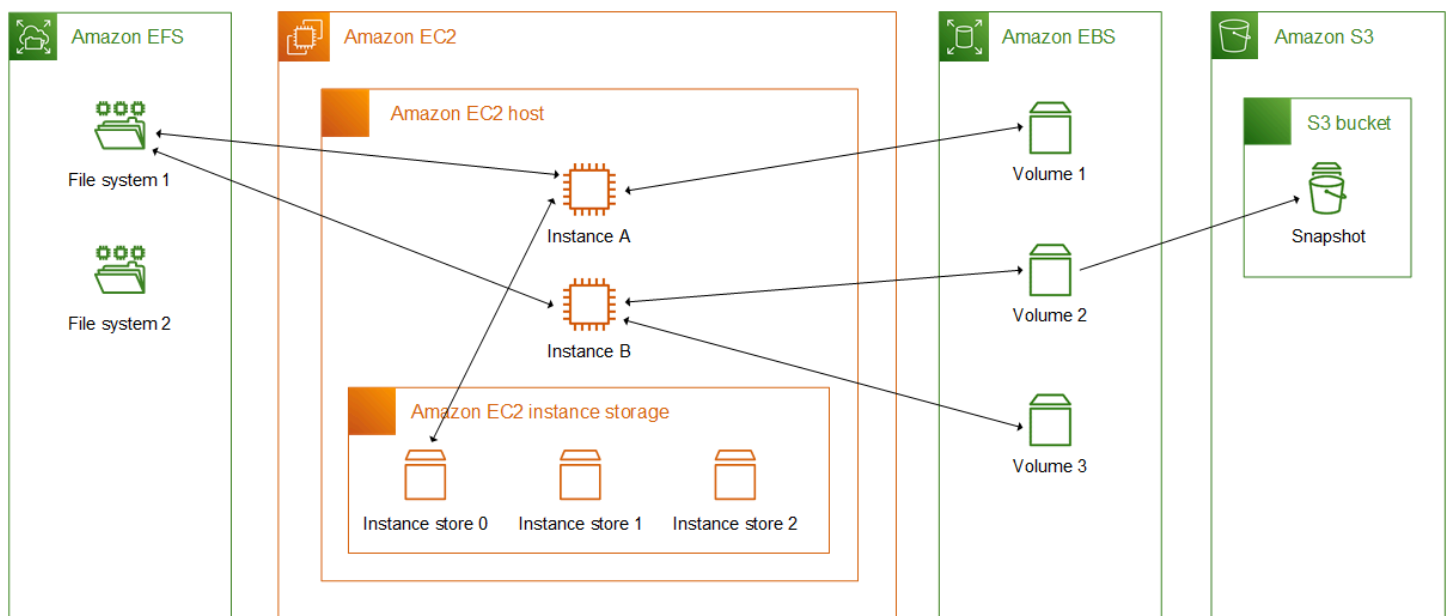 Amazon EFS
File system 1
File system 2
Amazon EC2
Amazon EC2 host
Instance A
Instance B
Amazon EC2 instance storage
Instance store 0
Instance store 1
Instance store 2
Amazon EBS
Volume 1
Volume 2
Volume 3
Amazon S3
S3 bucket
Snapshot